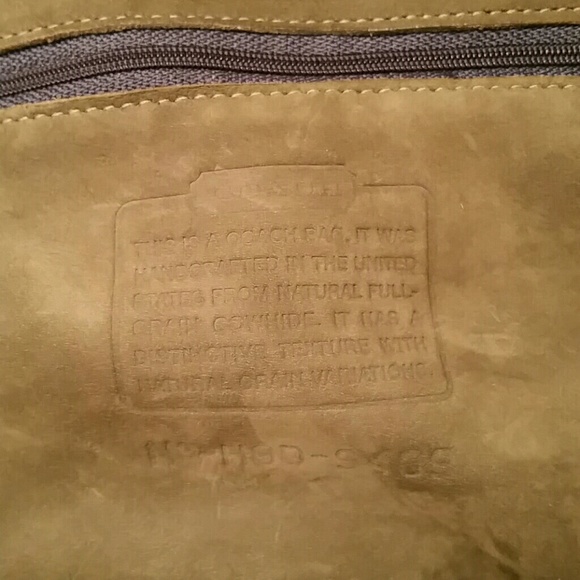 THIS IS A COACH BAG. IT WAS
HANDCRAFTED IN THE UNITED
STATES FROM NATURAL FULL-
GRAIN COWHIDE. IT HAS A
DISTINCTIVE TEXTURE WITH
NATURAL GRAIN VARIATIONS.